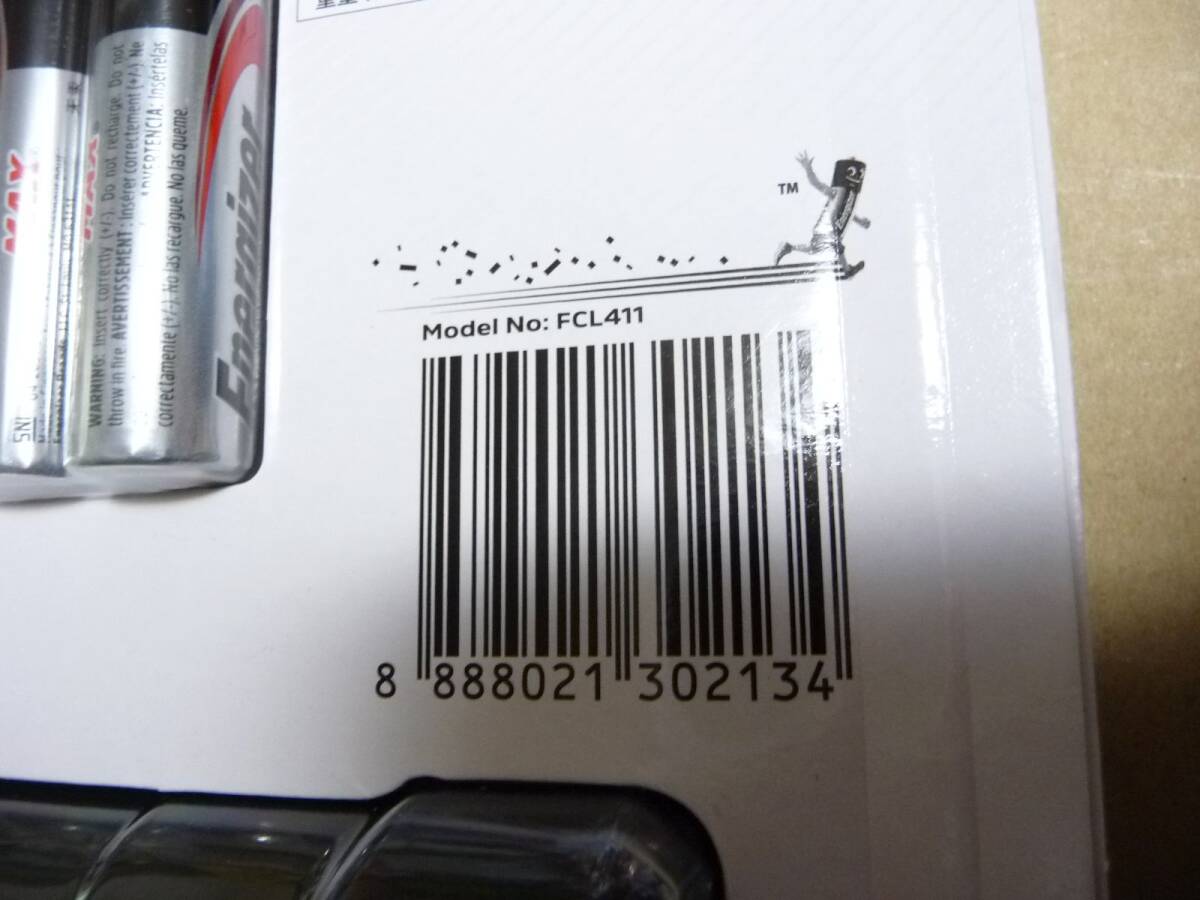 MAX
MAX
WARNING: Insert correctly (+/-). Do not recharge. Do not
throw in fire AVERTISSEMENT: Insérer correctement (+/-) Ne
ADVERTENCIA: Insértelas
correctamente (+/-). No las recargue. No las queme.
Energizer
SNI
TM
Model No: FCL411
8 888021 302134